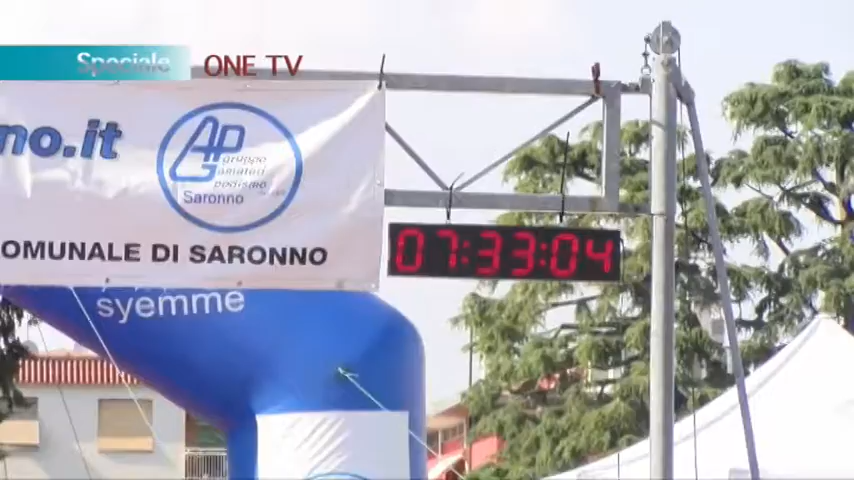 Speciale
ONE TV
no.it
AP
G
gruppo
amatori
podismo
Saronno
OMUNALE DI SARONNO
07:33:04
syemme